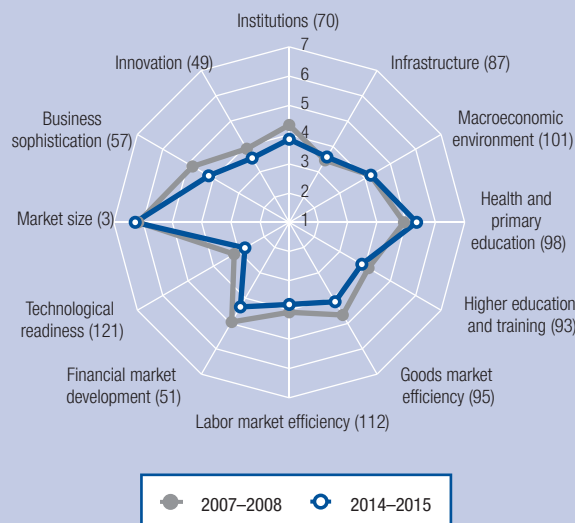 Institutions (70)
7
Innovation (49)
Infrastructure (87)
6
5
Business
sophistication (57)
Macroeconomic
environment (101)
4
3
2
Market size (3)
1
Health and
primary
education (98)
Technological
readiness (121)
Higher education
and training (93)
Financial market
development (51)
Goods market
efficiency (95)
Labor market efficiency (112)
2007–2008 2014–2015